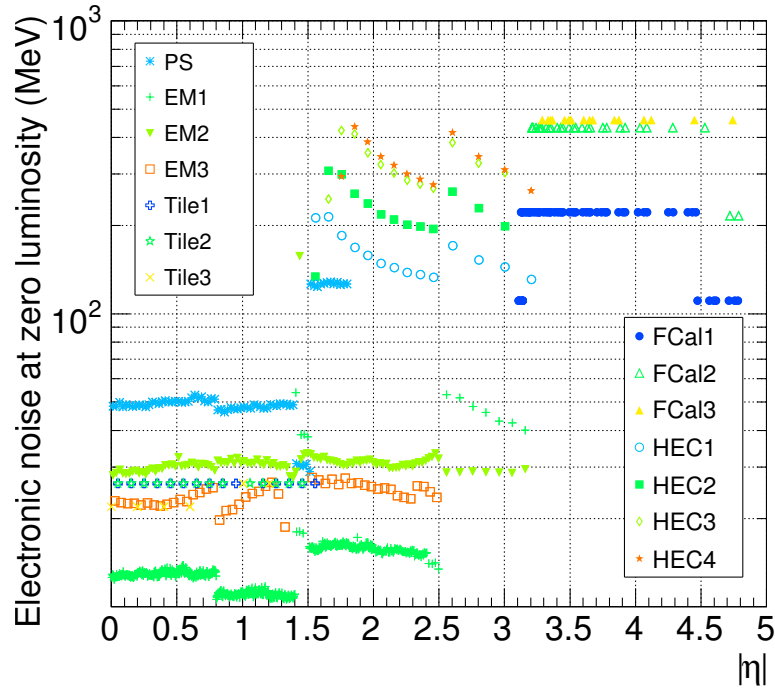 Electronic noise at zero luminosity (MeV)
10³
10²
PS
EM1
EM2
EM3
Tile1
Tile2
Tile3
FCal1
FCal2
FCal3
HEC1
HEC2
HEC3
HEC4
0 0.5 1 1.5 2 2.5 3 3.5 4 4.5 5
|η|